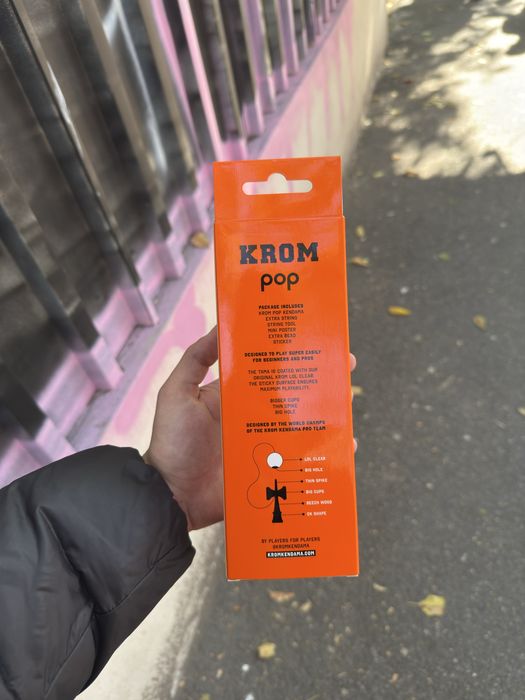 KROM
pop
PACKAGE INCLUDES
KROM POP KENDAMA
EXTRA STRING
STRING TOOL
MINI POSTER
EXTRA BEAD
STICKER
DESIGNED TO PLAY SUPER EASILY
FOR BEGINNERS AND PROS
THE TAMA IS COATED WITH OUR
ORIGINAL KROM LOL CLEAR
THE STICKY SURFACE ENSURES
MAXIMUM PLAYABILITY.
BIGGER CUPS
THIN SPIKE
BIG HOLE
DESIGNED BY THE WORLD CHAMPS
OF THE KROM KENDAMA PRO TEAM
LOL CLEAR
BIG HOLE
THIN SPIKE
BIG CUPS
BEECH WOOD
SHAPE
BY PLAYERS FOR PLAYERS
@KROMKENDAMA
KROMKENDAMA.COM